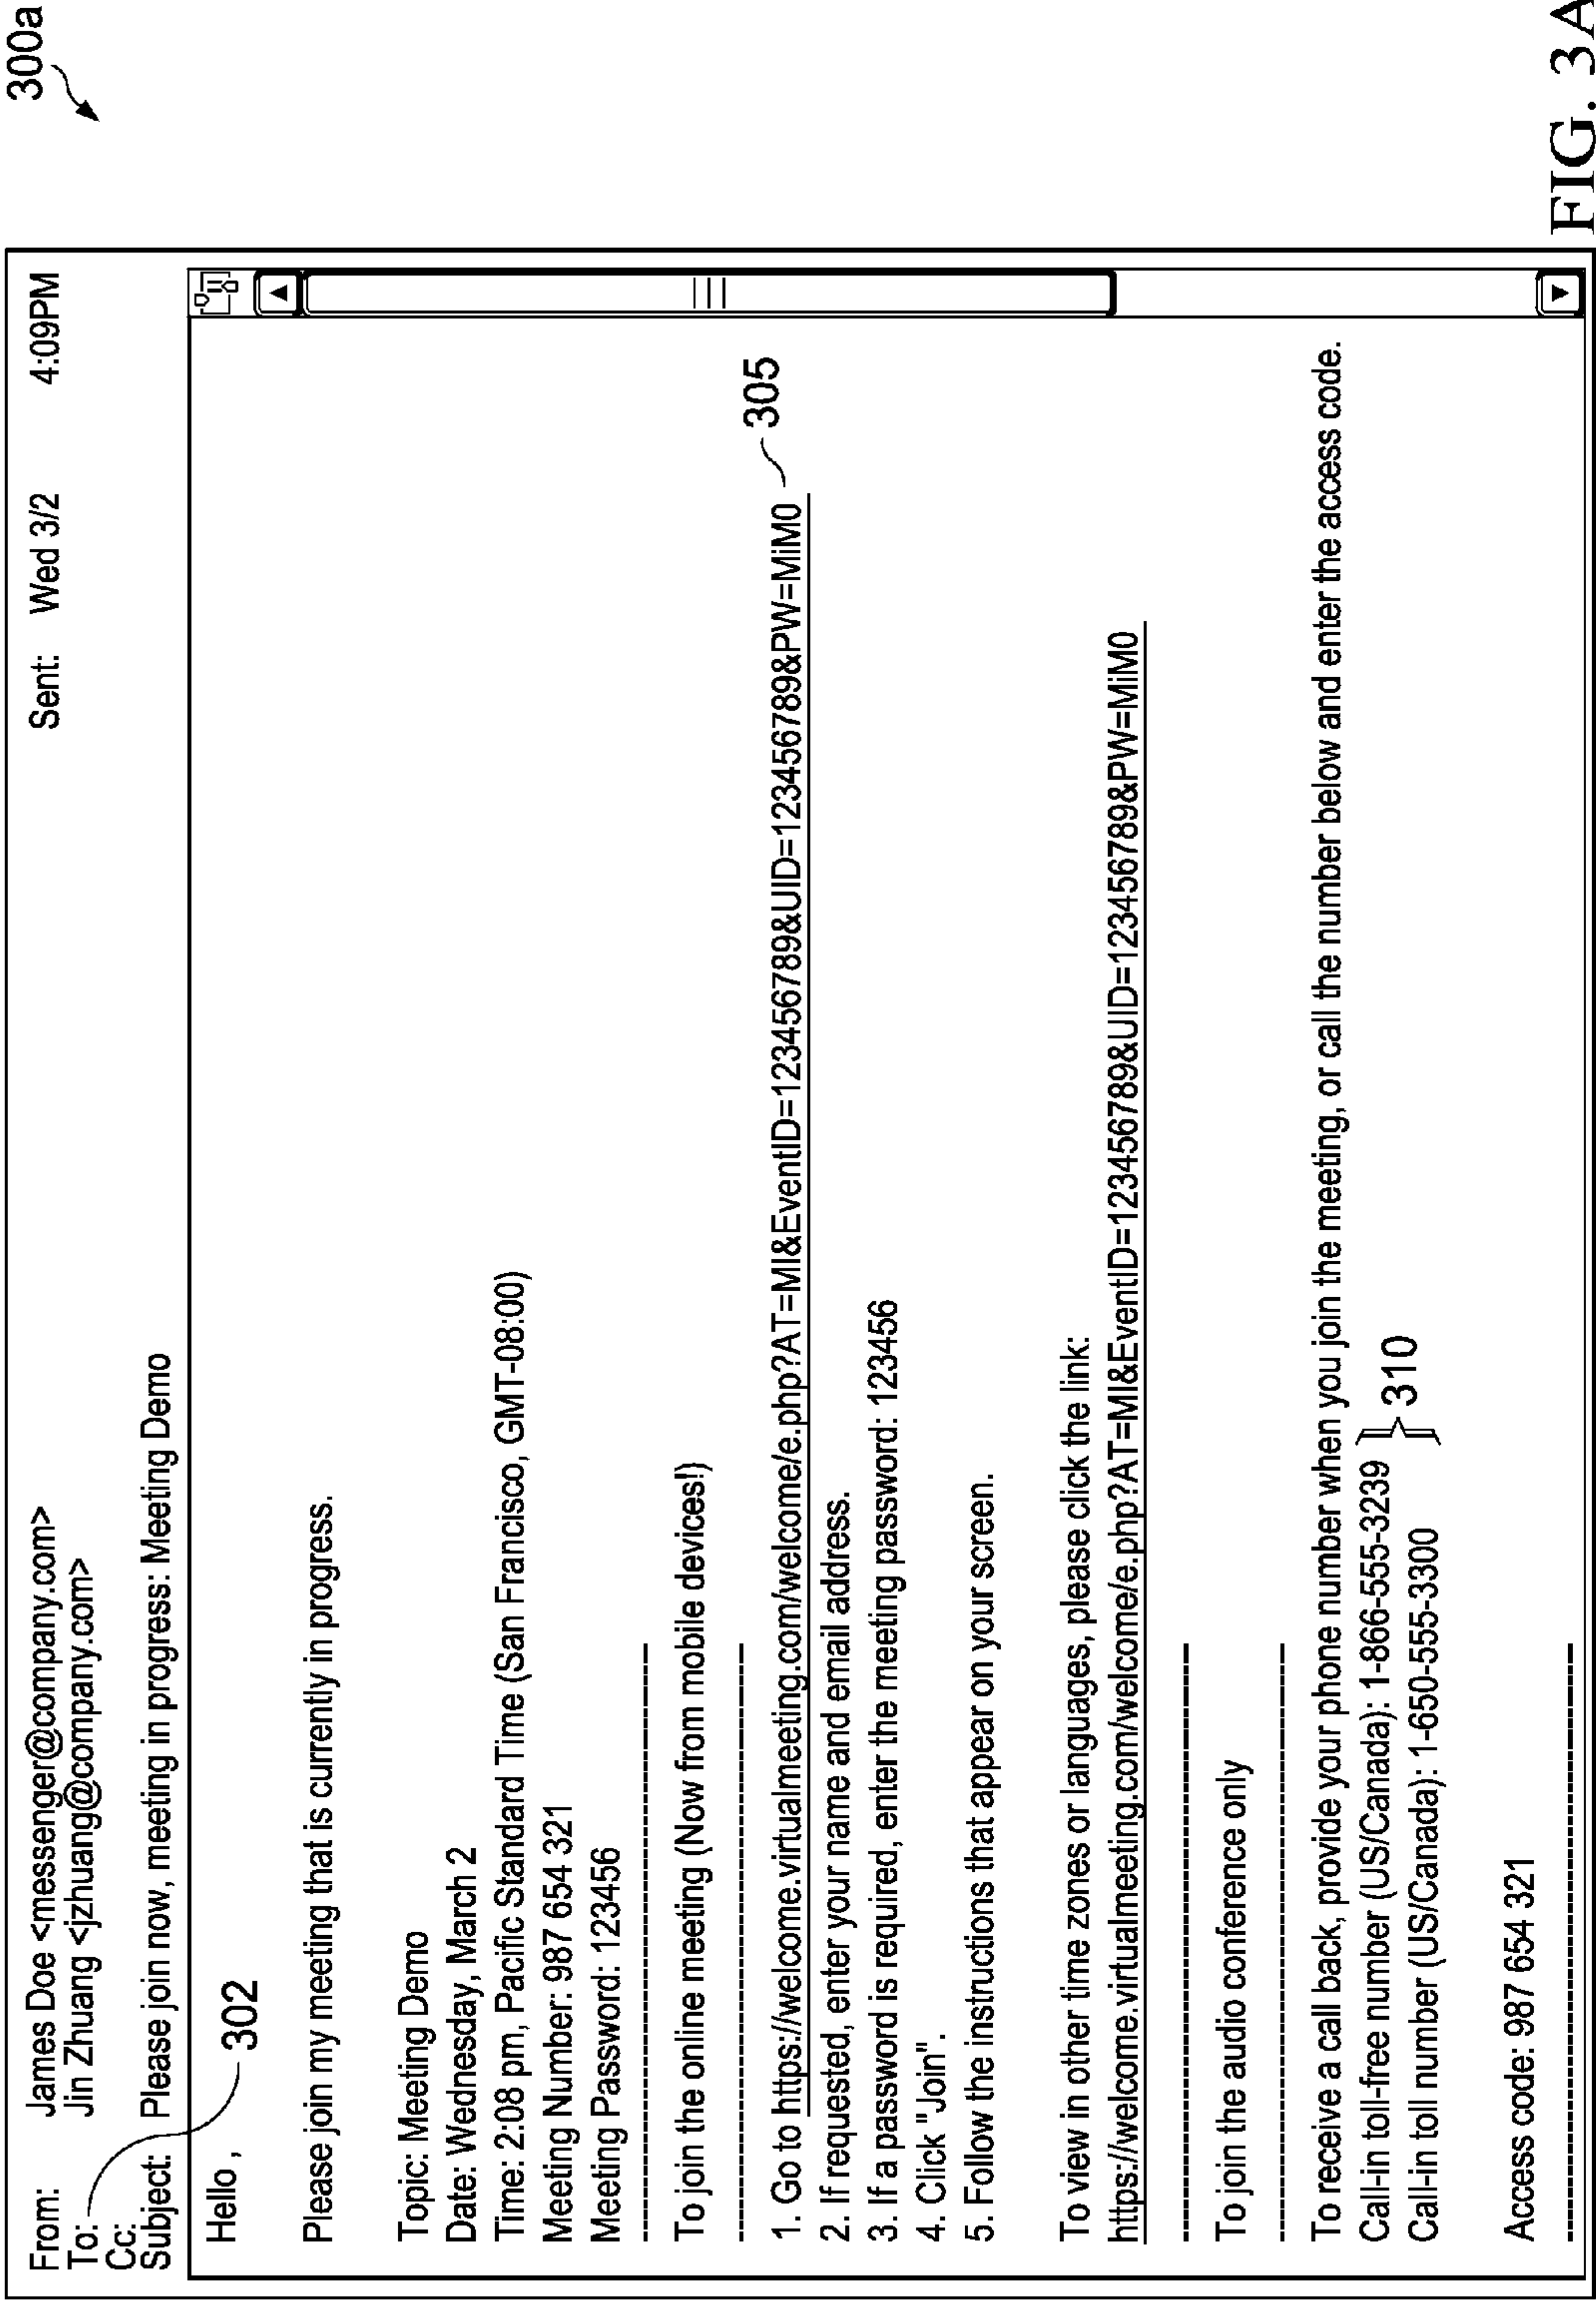 300a
From: James Doe <messenger@company.com> Sent: Wed 3/2 4:09PM
To: Jin Zhuang <jzhuang@company.com>
Cc:
Subject: Please join now, meeting in progress: Meeting Demo
302
Hello ,
Please join my meeting that is currently in progress.
Topic: Meeting Demo
Date: Wednesday, March 2
Time: 2:08 pm, Pacific Standard Time (San Francisco, GMT-08:00)
Meeting Number: 987 654 321
Meeting Password: 123456
To join the online meeting (Now from mobile devices!)
1. Go to https://welcome.virtualmeeting.com/welcome/e.php?AT=MI&EventID=123456789&UID=123456789&PW=MiM0 305
2. If requested, enter your name and email address.
3. If a password is required, enter the meeting password: 123456
4. Click "Join".
5. Follow the instructions that appear on your screen.
To view in other time zones or languages, please click the link:
https://welcome.virtualmeeting.com/welcome/e.php?AT=MI&EventID=123456789&UID=123456789&PW=MiM0
To join the audio conference only
To receive a call back, provide your phone number when you join the meeting, or call the number below and enter the access code.
Call-in toll-free number (US/Canada): 1-866-555-3239
310
Call-in toll number (US/Canada): 1-650-555-3300
Access code: 987 654 321
FIG. 3A